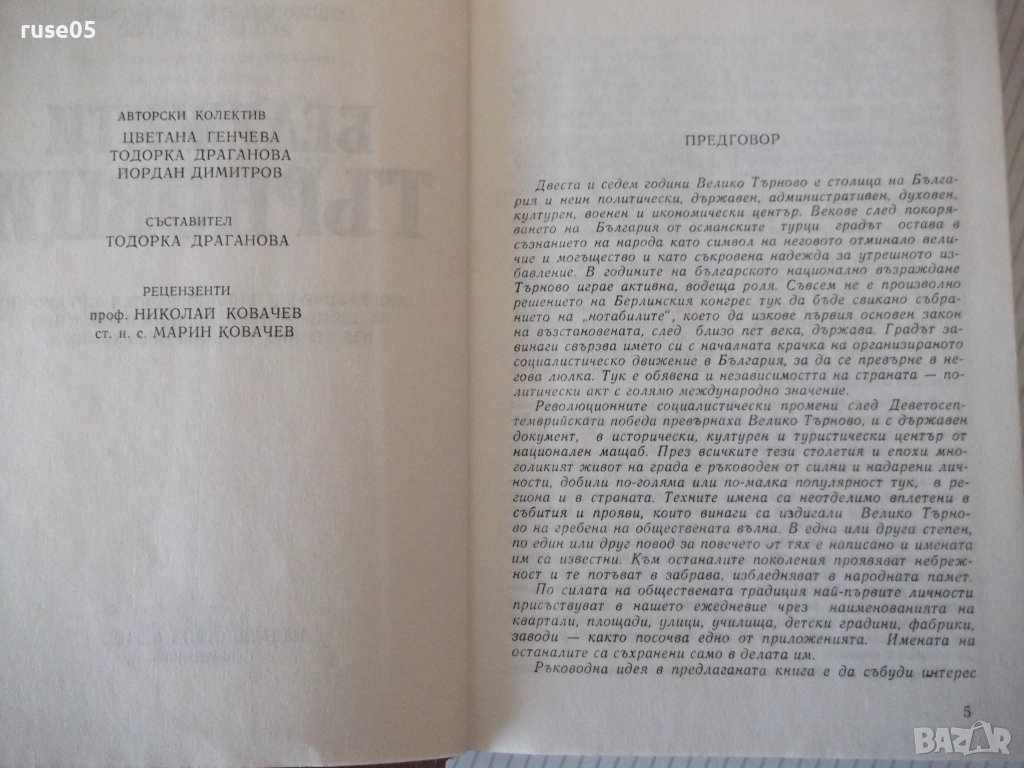 ruse05
АВТОРСКИ КОЛЕКТИВ
ЦВЕТАНА ГЕНЧЕВА
ТОДОРКА ДРАГАНОВА
ЙОРДАН ДИМИТРОВ
СЪСТАВИТЕЛ
ТОДОРКА ДРАГАНОВА
РЕЦЕНЗЕНТИ
проф. НИКОЛАЙ КОВАЧЕВ
ст. н. с. МАРИН КОВАЧЕВ
ПРЕДГОВОР
Двеста и седем години Велико Търново е столица на Бълга-
рия и неин политически, държавен, административен, духовен,
културен, военен и икономически център. Векове след покоря-
ването на България от османските турци градът остава в
съзнанието на народа като символ на неговото отминало вели-
чие и могъщество и като съкровена надежда за утрешното из-
бавление. В годините на българското национално възраждане
Търново играе активна, водеща роля. Съвсем не е произволно
решението на Берлинския конгрес тук да бъде свикано събра-
нието на „нотабилите“, което да изкове първия основен закон
на възстановената, след близо пет века, държава. Градът за-
винаги свързва името си с началната крачка на организираното
социалистическо движение в България, за да се превърне в не-
гова люлка. Тук е обявена и независимостта на страната — по-
литически акт с голямо международно значение.
Революционните социалистически промени след Деветосеп-
темврийската победа превърнаха Велико Търново, и с държавен
документ, в исторически, културен и туристически център от
национален мащаб. През всичките тези столетия и епохи мно-
голикият живот на града е ръководен от силни и надарени лич-
ности, добили по-голяма или по-малка популярност тук, в ре-
гиона и в страната. Техните имена са неотделимо вплетени в
събития и прояви, които винаги са издигали Велико Търно-
во на гребена на обществената вълна. В една или друга степен,
по един или друг повод за повечето от тях е написано и имената
им са известни. Към останалите поколения проявяват небреж-
ност и те потъват в забрава, избледняват в народната памет.
По силата на обществената традиция най-първите личности
присъствуват в нашето ежедневие чрез наименованията на
квартали, площади, улици, училища, детски градини, фабрики,
заводи — както посочва едно от приложенията. Имената на
останалите са съхранени само в делата им.
Ръководна идея в предлаганата книга е да събуди интерес
5
BAZAR